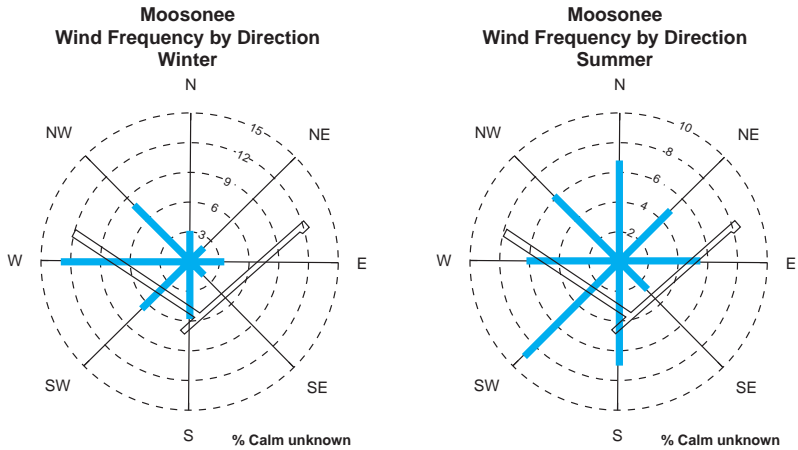 Moosonee
Wind Frequency by Direction
Winter
N
NW
NE
15
12
9
6
3
W
E
SW
SE
S
% Calm unknown
Moosonee
Wind Frequency by Direction
Summer
N
NW
NE
10
8
6
4
2
W
E
SW
SE
S
% Calm unknown